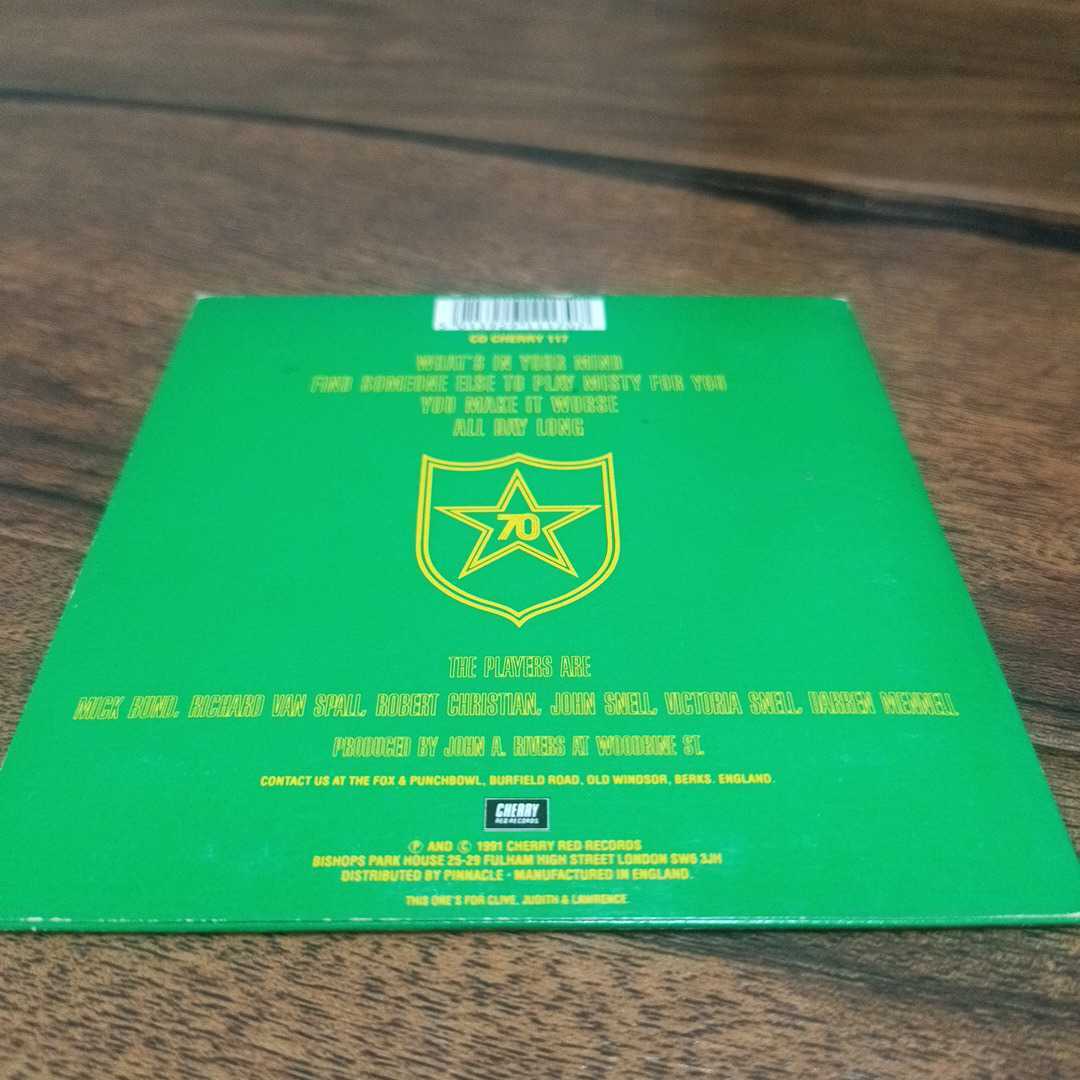 CD CHERRY 117
WHAT'S IN YOUR MIND
FIND SOMEONE ELSE TO PLAY MISTY FOR YOU
YOU MAKE IT WORSE
ALL DAY LONG
70
THE PLAYERS ARE
MICK BUND, RICHARD VAN SPALL, ROBERT CHRISTIAN, JOHN SNELL, VICTORIA SNELL, DARREN MENNELL
PRODUCED BY JOHN A. RIVERS AT WOODBINE ST.
CONTACT US AT THE FOX & PUNCHBOWL, BURFIELD ROAD, OLD WINDSOR, BERKS. ENGLAND.
CHERRY
RED RECORDS
Ⓟ AND © 1991 CHERRY RED RECORDS
BISHOPS PARK HOUSE 25-29 FULHAM HIGH STREET LONDON SW6 3JH
DISTRIBUTED BY PINNACLE · MANUFACTURED IN ENGLAND.
THIS ONE'S FOR CLIVE, JUDITH & LAWRENCE.